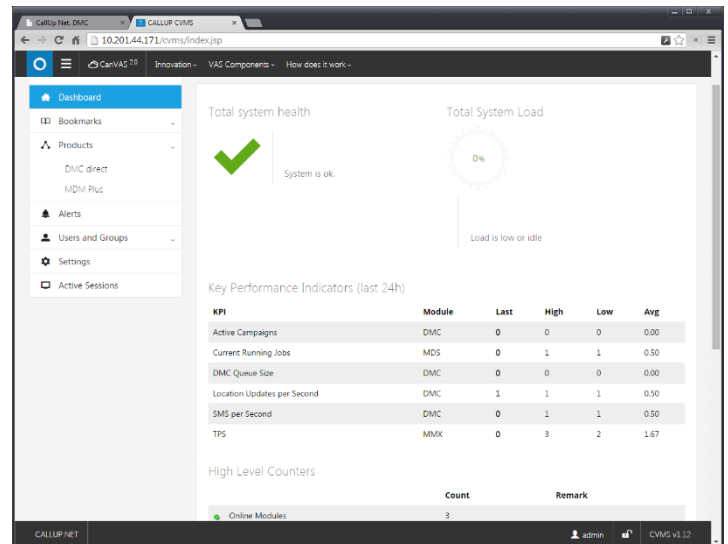 CallUp Net. DMC
CALLUP CVMS
10.201.44.171/cvms/index.jsp
CanVAS 2.0 Innovation VAS Components How does it work
Dashboard
Bookmarks
Products
DMC direct
MDM Plus
Alerts
Users and Groups
Settings
Active Sessions
Total system health
System is ok.
Total System Load
0%
Load is low or idle
Key Performance Indicators (last 24h)
KPI Module Last High Low Avg
Active Campaigns DMC 0 0 0 0.00
Current Running Jobs MDS 0 1 1 0.50
DMC Queue Size DMC 0 0 0 0.00
Location Updates per Second DMC 1 1 1 0.50
SMS per Second DMC 0 1 1 0.50
TPS MMX 0 3 2 1.67
High Level Counters
Count Remark
Online Modules 3
CALLUP NET admin CVMS v1.12